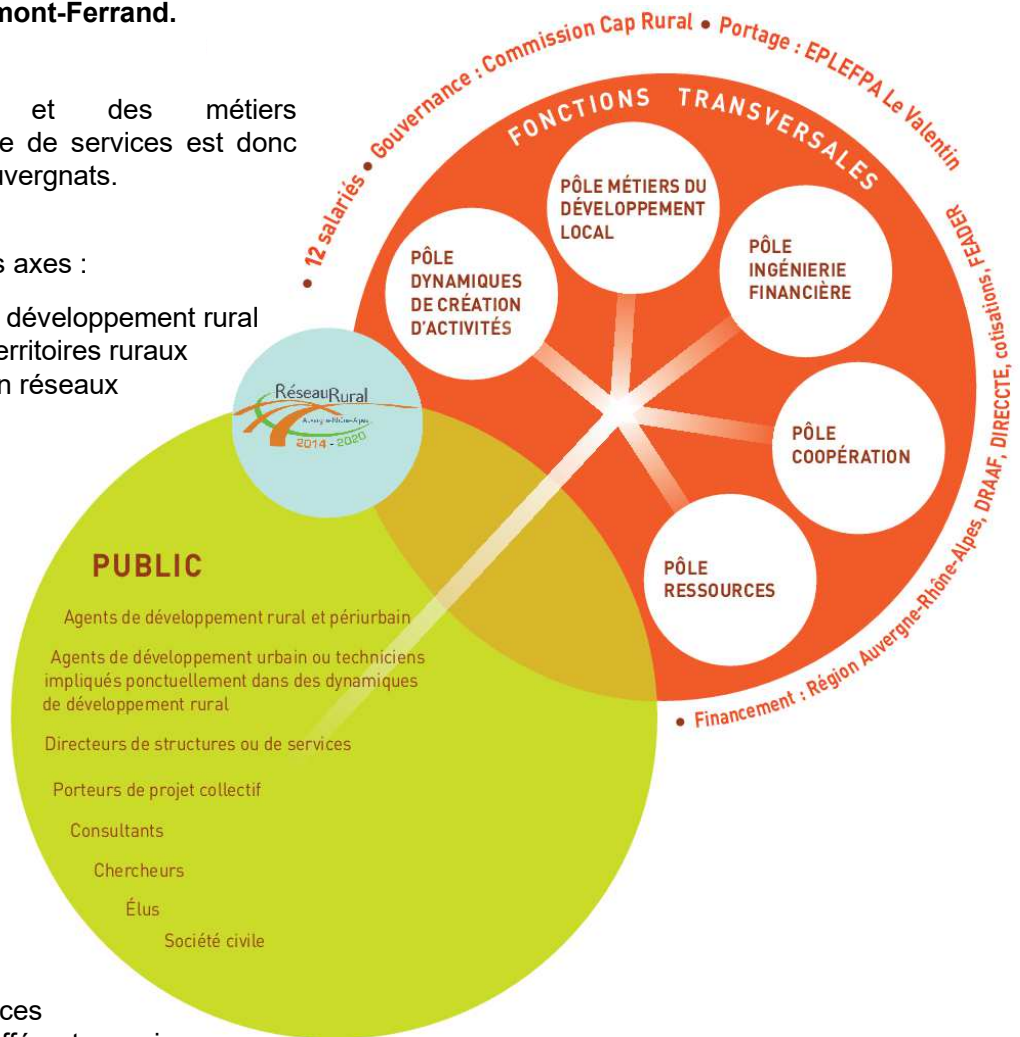 mont-Ferrand.
et des métiers
e de services est donc
uvergnats.
s axes :
développement rural
erritoires ruraux
n réseaux
• 12 salariés • Gouvernance : Commission Cap Rural • Portage : EPLEFPA Le Valentin
• Financement : Région Auvergne-Rhône-Alpes, DRAAF, DIRECCTE, cotisations, FEADER
FONCTIONS TRANSVERSALES
PÔLE
DYNAMIQUES
DE CRÉATION
D'ACTIVITÉS
PÔLE MÉTIERS DU
DÉVELOPPEMENT
LOCAL
PÔLE
INGÉNIERIE
FINANCIÈRE
PÔLE
COOPÉRATION
PÔLE
RESSOURCES
RéseauRural
Auvergne-Rhône-Alpes
2014 - 2020
PUBLIC
Agents de développement rural et périurbain
Agents de développement urbain ou techniciens
impliqués ponctuellement dans des dynamiques
de développement rural
Directeurs de structures ou de services
Porteurs de projet collectif
Consultants
Chercheurs
Élus
Société civile
ces